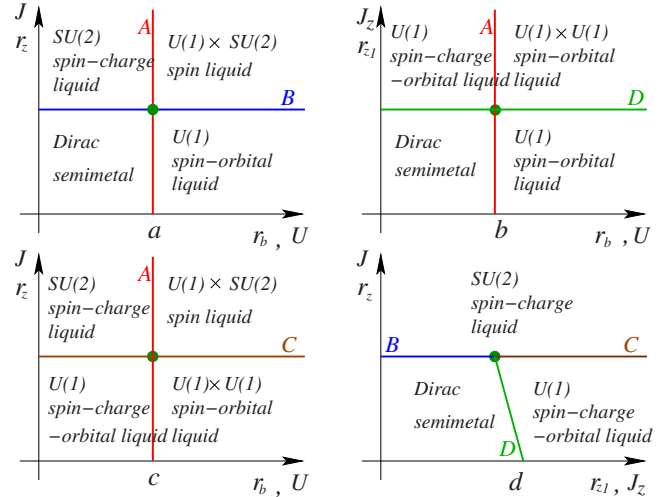 J
r_z
A
SU(2)
spin-charge
liquid
U(1) × SU(2)
spin liquid
B
Dirac
semimetal
U(1)
spin-orbital
liquid
a
r_b , U
J_z
r_z1
A
U(1)
spin-charge
-orbital liquid
U(1) × U(1)
spin-orbital
liquid
D
Dirac
semimetal
U(1)
spin-orbital
liquid
b
r_b , U
J
r_z
A
SU(2)
spin-charge
liquid
U(1) × SU(2)
spin liquid
C
U(1)
spin-charge
-orbital liquid
U(1) × U(1)
spin-orbital
liquid
c
r_b , U
J
r_z
SU(2)
spin-charge
liquid
B
C
Dirac
semimetal
U(1)
spin-charge
-orbital liquid
D
d
r_z1 , J_z